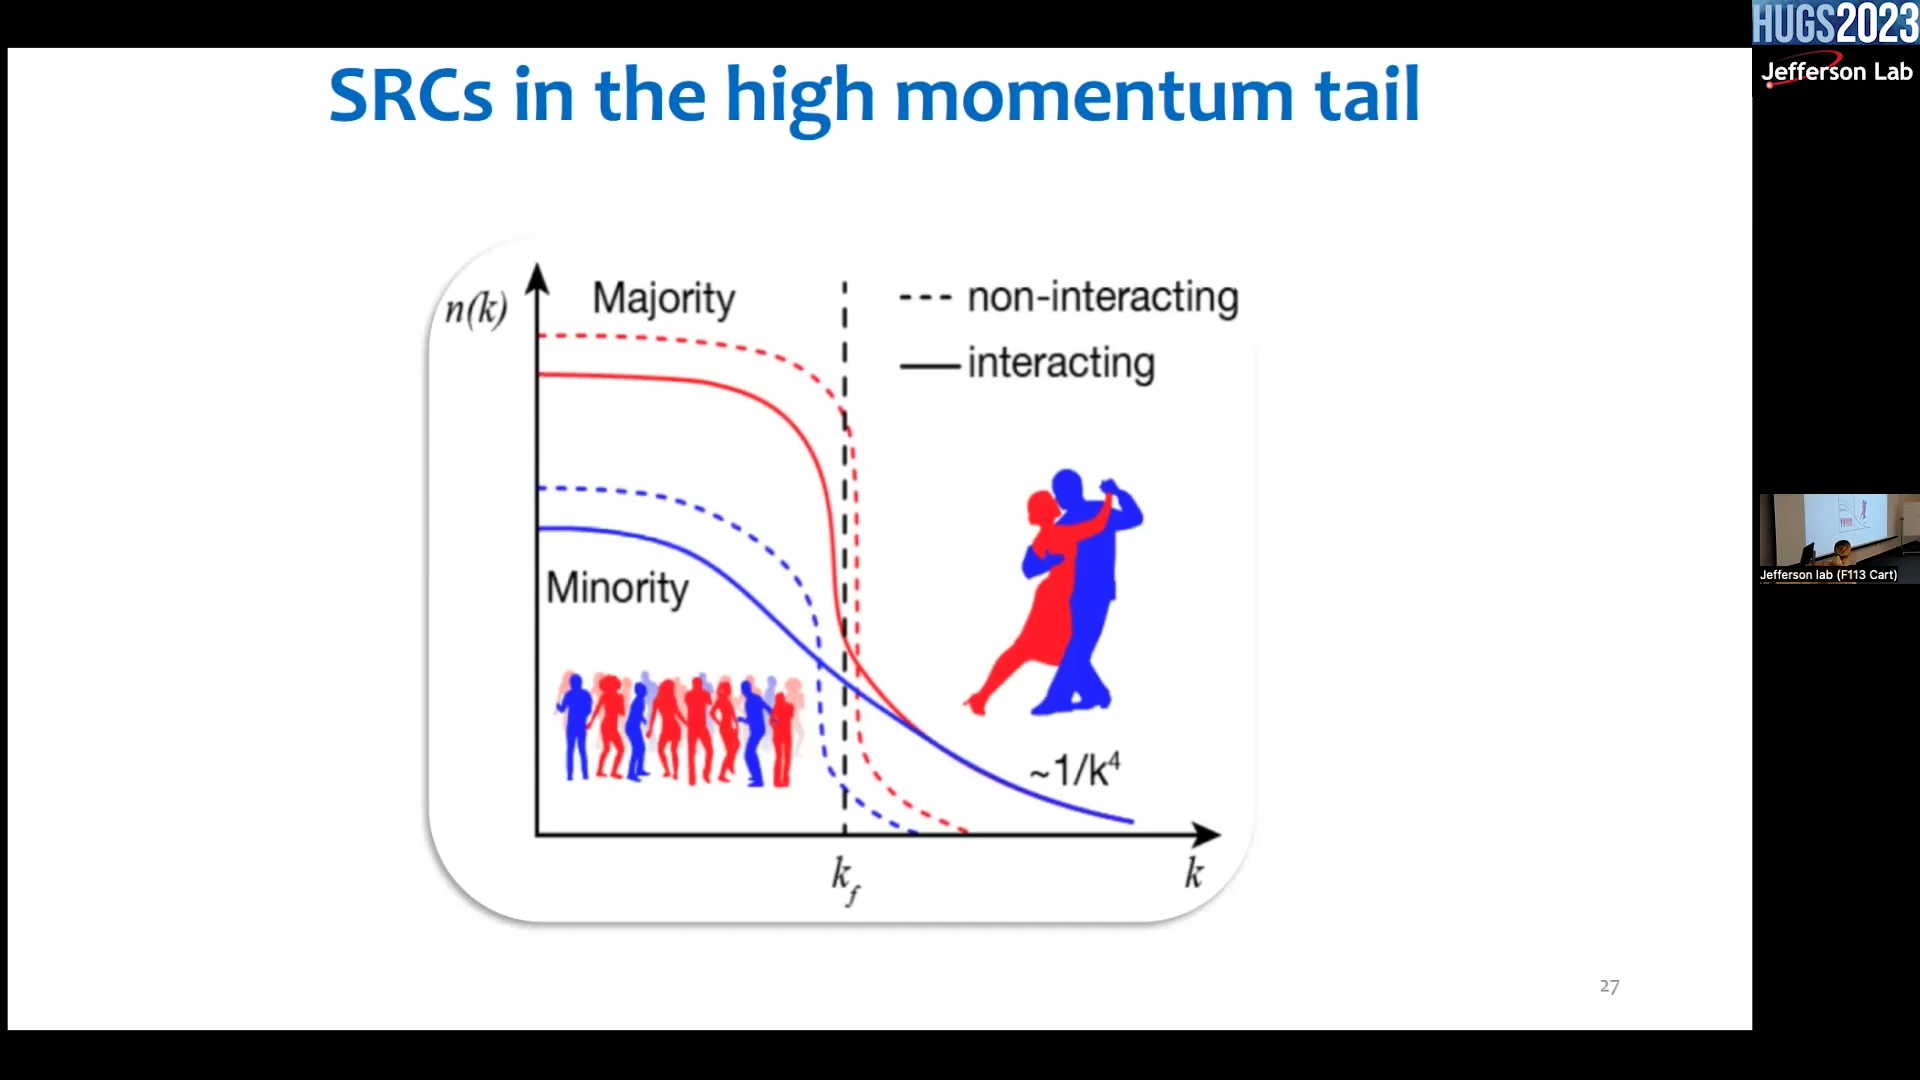 HUGS2023
Jefferson Lab
SRCs in the high momentum tail
n(k)
Majority
--- non-interacting
— interacting
Minority
~1/k⁴
k_f
k
27
Jefferson lab (F113 Cart)